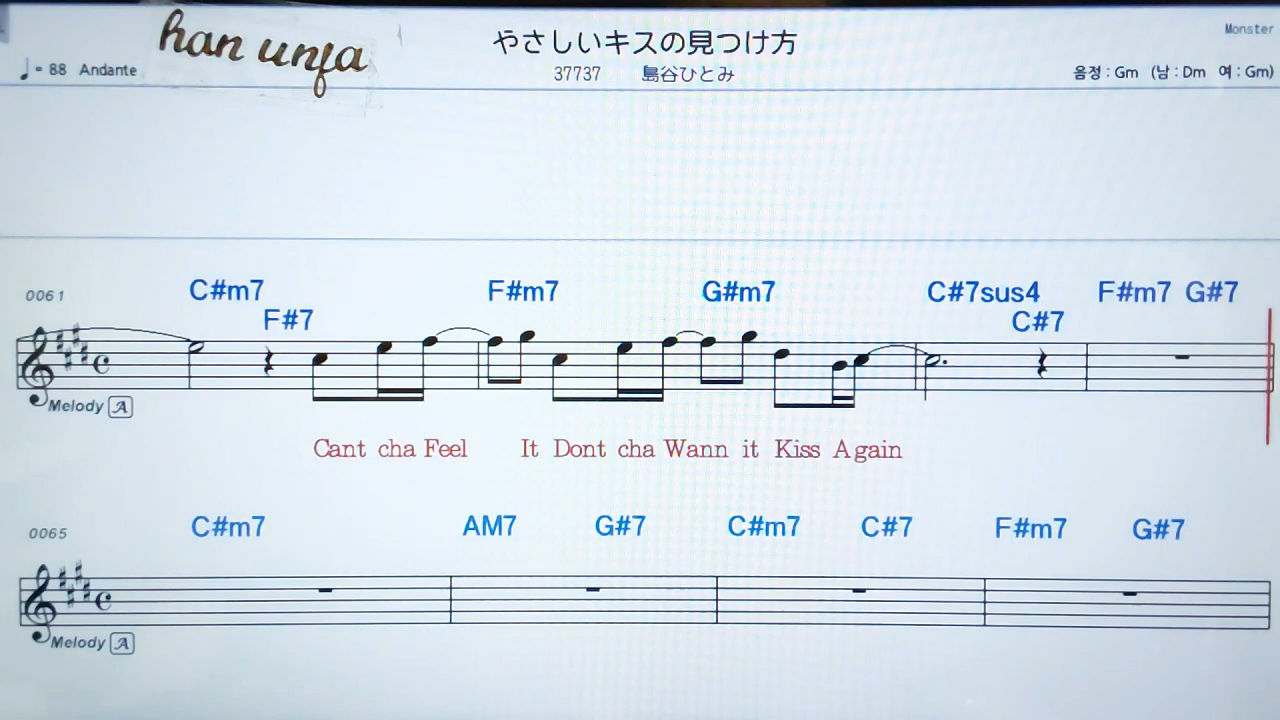 han unfa
やさしいキスの見つけ方
Monster
♩= 88 Andante
37737 島谷ひとみ
음정 : Gm (남 : Dm 여 : Gm)
0061 C#m7 F#7 F#m7 G#m7 C#7sus4 C#7 F#m7 G#7
Melody A
Cant cha Feel It Dont cha Wann it Kiss Again
0065 C#m7 AM7 G#7 C#m7 C#7 F#m7 G#7
Melody A